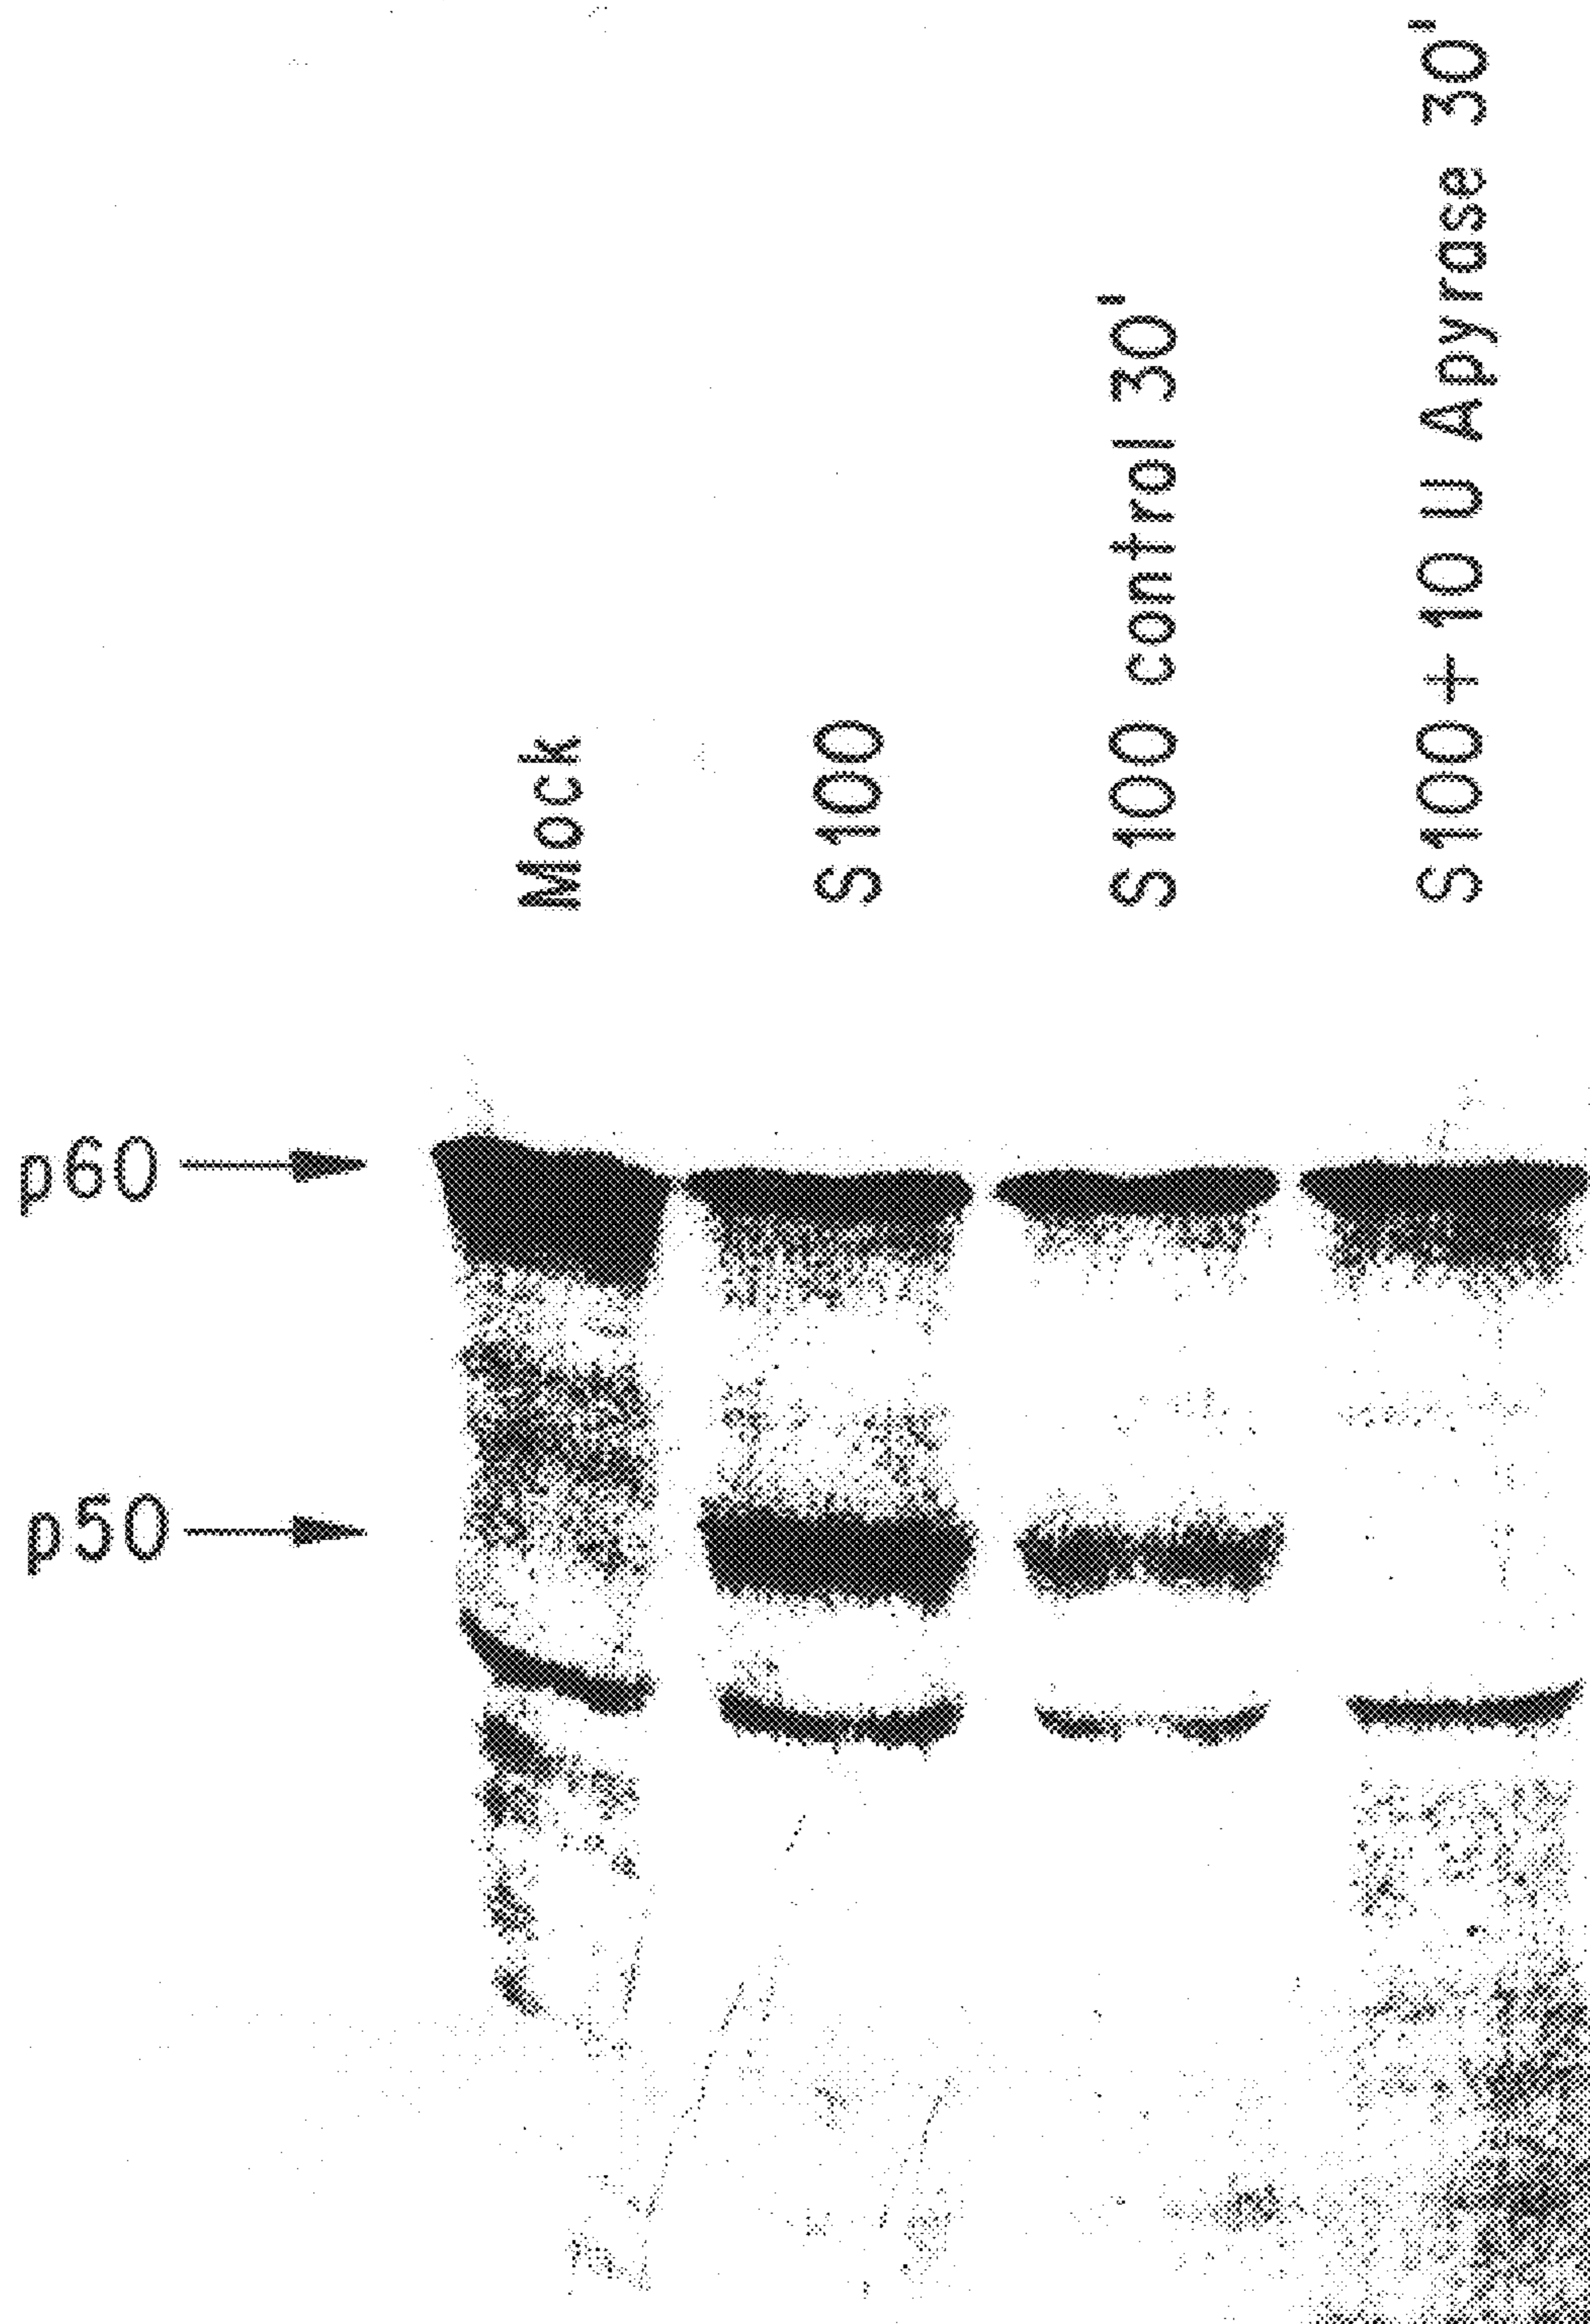 Mock
S100
S100 control 30'
S100 + 10 U Apyrase 30'
p60
p50